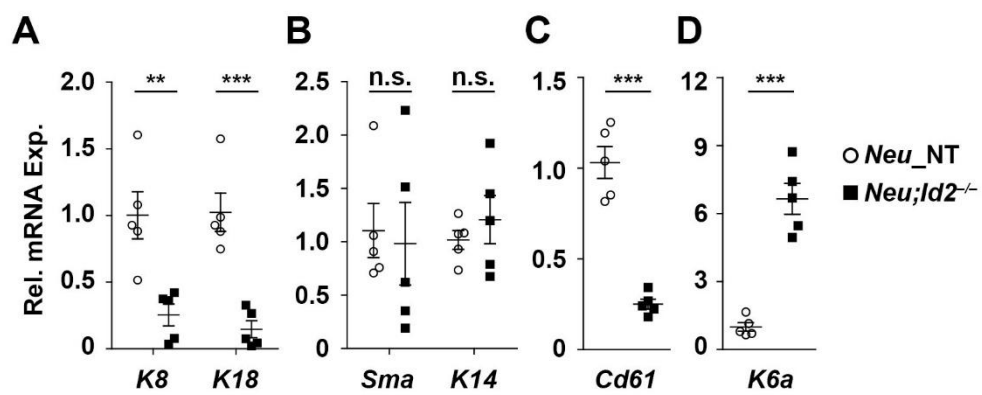 A
B
C
D
Rel. mRNA Exp.
2.0
1.5
1.0
0.5
0
** ***
K8 K18
2.5
2.0
1.5
1.0
0.5
0
n.s. n.s.
Sma K14
1.5
1.0
0.5
0
***
Cd61
12
9
6
3
0
***
K6a
Neu_NT
Neu;Id2–/–